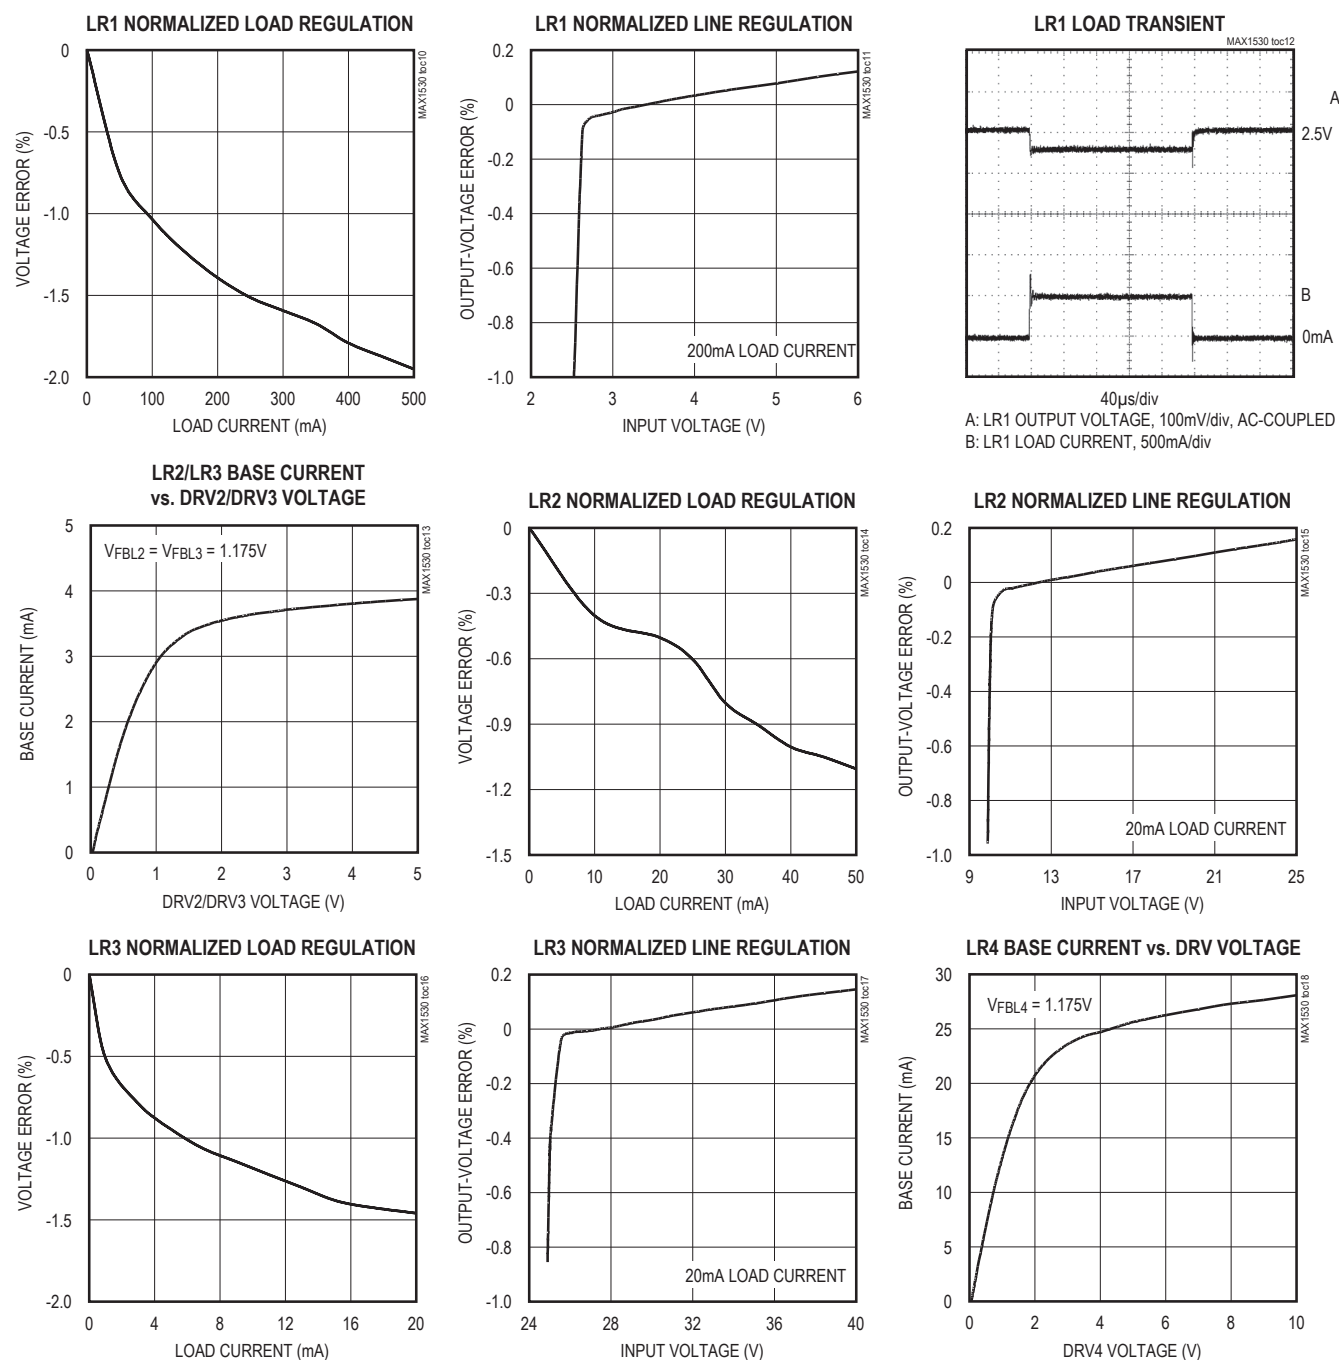 LR1 NORMALIZED LOAD REGULATION
MAX1530 toc10
VOLTAGE ERROR (%)
0
-0.5
-1.0
-1.5
-2.0
0 100 200 300 400 500
LOAD CURRENT (mA)
LR1 NORMALIZED LINE REGULATION
MAX1530 toc11
OUTPUT-VOLTAGE ERROR (%)
0.2
0
-0.2
-0.4
-0.6
-0.8
-1.0
200mA LOAD CURRENT
2 3 4 5 6
INPUT VOLTAGE (V)
LR1 LOAD TRANSIENT
MAX1530 toc12
A
2.5V
B
0mA
40µs/div
A: LR1 OUTPUT VOLTAGE, 100mV/div, AC-COUPLED
B: LR1 LOAD CURRENT, 500mA/div
LR2/LR3 BASE CURRENT
vs. DRV2/DRV3 VOLTAGE
MAX1530 toc13
VFBL2 = VFBL3 = 1.175V
BASE CURRENT (mA)
5
4
3
2
1
0
0 1 2 3 4 5
DRV2/DRV3 VOLTAGE (V)
LR2 NORMALIZED LOAD REGULATION
MAX1530 toc14
VOLTAGE ERROR (%)
0
-0.3
-0.6
-0.9
-1.2
-1.5
0 10 20 30 40 50
LOAD CURRENT (mA)
LR2 NORMALIZED LINE REGULATION
MAX1530 toc15
OUTPUT-VOLTAGE ERROR (%)
0.2
0
-0.2
-0.4
-0.6
-0.8
-1.0
20mA LOAD CURRENT
9 13 17 21 25
INPUT VOLTAGE (V)
LR3 NORMALIZED LOAD REGULATION
MAX1530 toc16
VOLTAGE ERROR (%)
0
-0.5
-1.0
-1.5
-2.0
0 4 8 12 16 20
LOAD CURRENT (mA)
LR3 NORMALIZED LINE REGULATION
MAX1530 toc17
OUTPUT-VOLTAGE ERROR (%)
0.2
0
-0.2
-0.4
-0.6
-0.8
-1.0
20mA LOAD CURRENT
24 28 32 36 40
INPUT VOLTAGE (V)
LR4 BASE CURRENT vs. DRV VOLTAGE
MAX1530 toc18
VFBL4 = 1.175V
BASE CURRENT (mA)
30
25
20
15
10
5
0
0 2 4 6 8 10
DRV4 VOLTAGE (V)